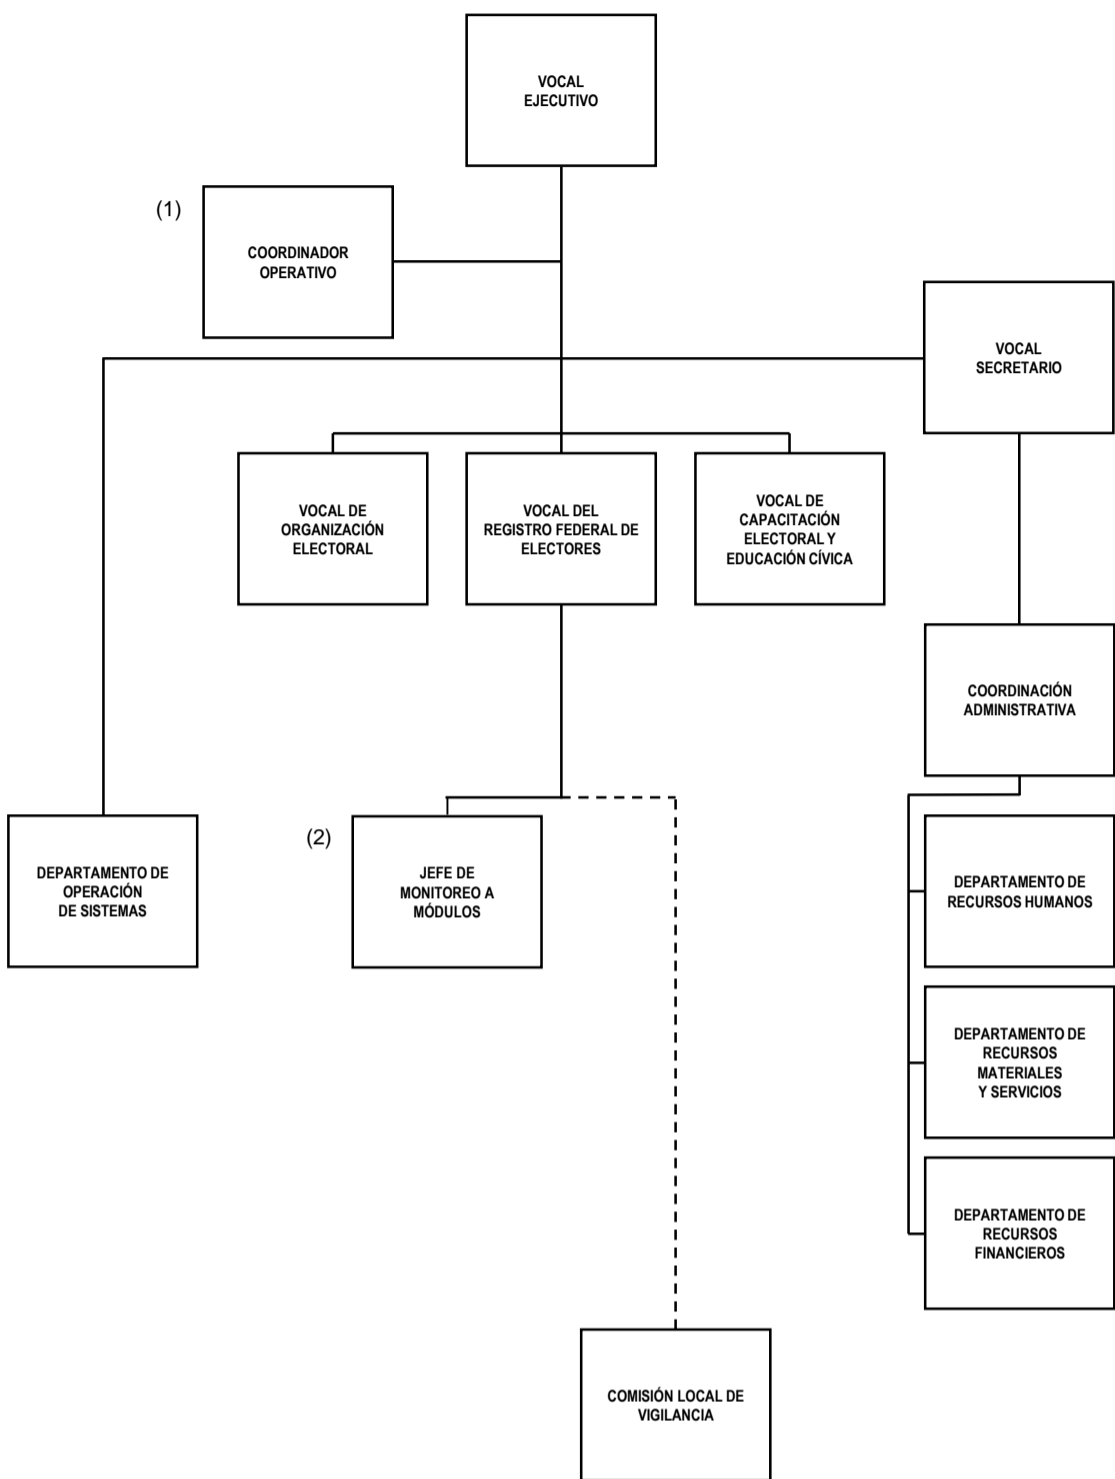 VOCAL
EJECUTIVO
(1)
COORDINADOR
OPERATIVO
VOCAL
SECRETARIO
VOCAL DE
ORGANIZACIÓN
ELECTORAL
VOCAL DEL
REGISTRO FEDERAL DE
ELECTORES
VOCAL DE
CAPACITACIÓN
ELECTORAL Y
EDUCACIÓN CÍVICA
COORDINACIÓN
ADMINISTRATIVA
DEPARTAMENTO DE
OPERACIÓN
DE SISTEMAS
(2)
JEFE DE
MONITOREO A
MÓDULOS
DEPARTAMENTO DE
RECURSOS HUMANOS
DEPARTAMENTO DE
RECURSOS
MATERIALES
Y SERVICIOS
DEPARTAMENTO DE
RECURSOS
FINANCIEROS
COMISIÓN LOCAL DE
VIGILANCIA